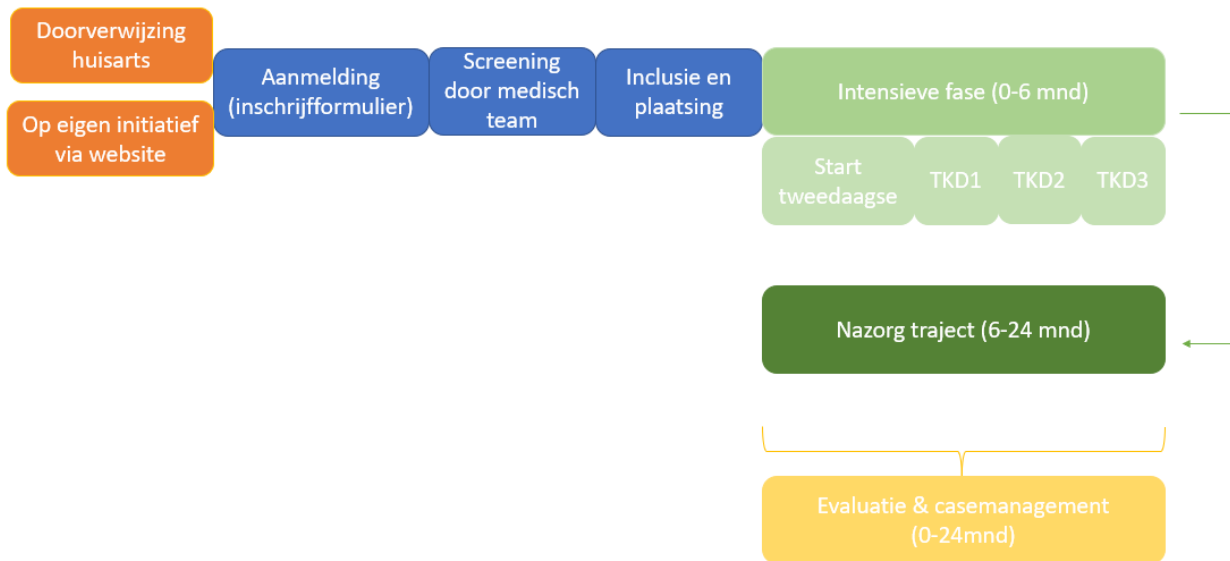 Doorverwijzing
huisarts
Op eigen initiatief
via website
Aanmelding
(inschrijfformulier)
Screening
door medisch
team
Inclusie en
plaatsing
Intensieve fase (0-6 mnd)
Start
tweedaagse
TKD1
TKD2
TKD3
Nazorg traject (6-24 mnd)
Evaluatie & casemanagement
(0-24mnd)